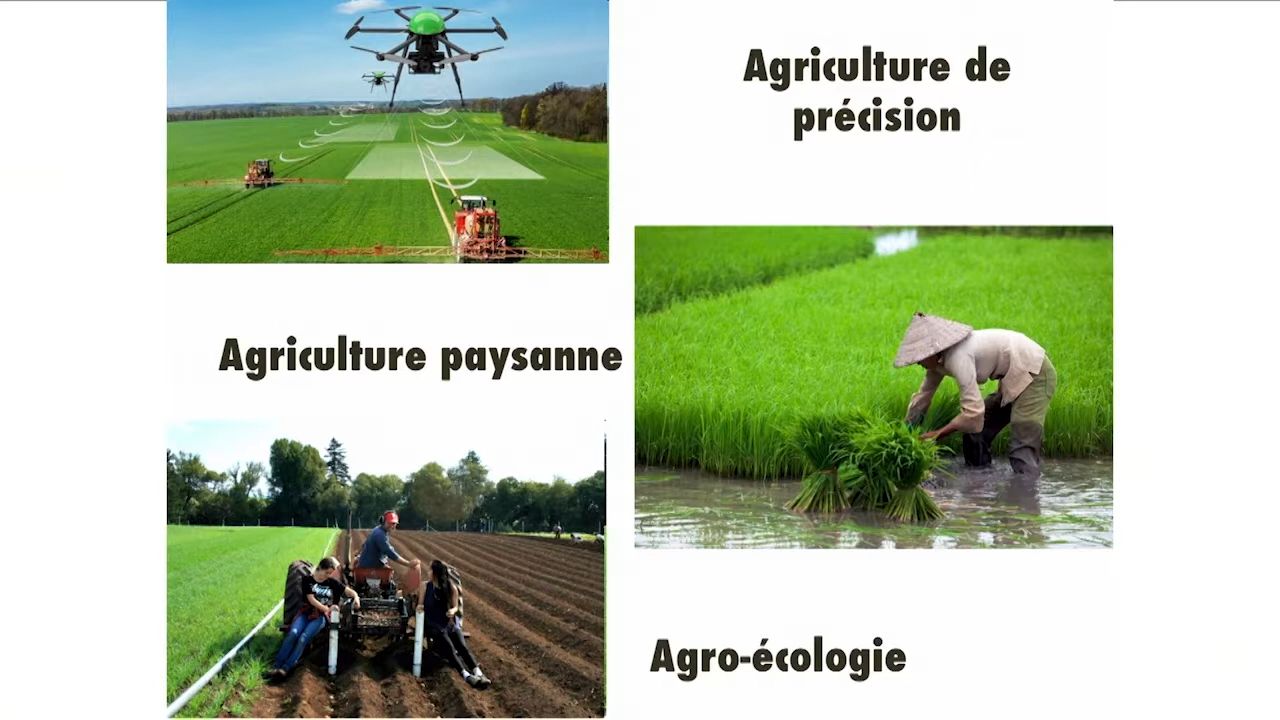 Agriculture de
précision
Agriculture paysanne
Agro-écologie